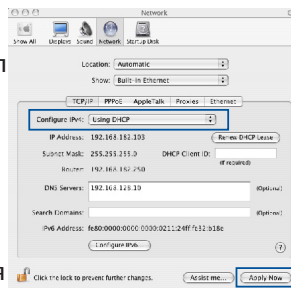 Network
Show All Displays Sound Network Startup Disk
Location: Automatic
Show: Built-in Ethernet
TCP/IP PPPoE AppleTalk Proxies Ethernet
Configure IPv4: Using DHCP
IP Address: 192.168.182.103 Renew DHCP Lease
Subnet Mask: 255.255.255.0 DHCP Client ID:
(If required)
Router: 192.168.182.250
DNS Servers: 192.168.128.10 (Optional)
Search Domains: (Optional)
IPv6 Address: fe80:0000:0000:0000:0211:24ff:fe32:b18e
Configure IPv6... ?
Click the lock to prevent further changes. Assist me... Apply Now